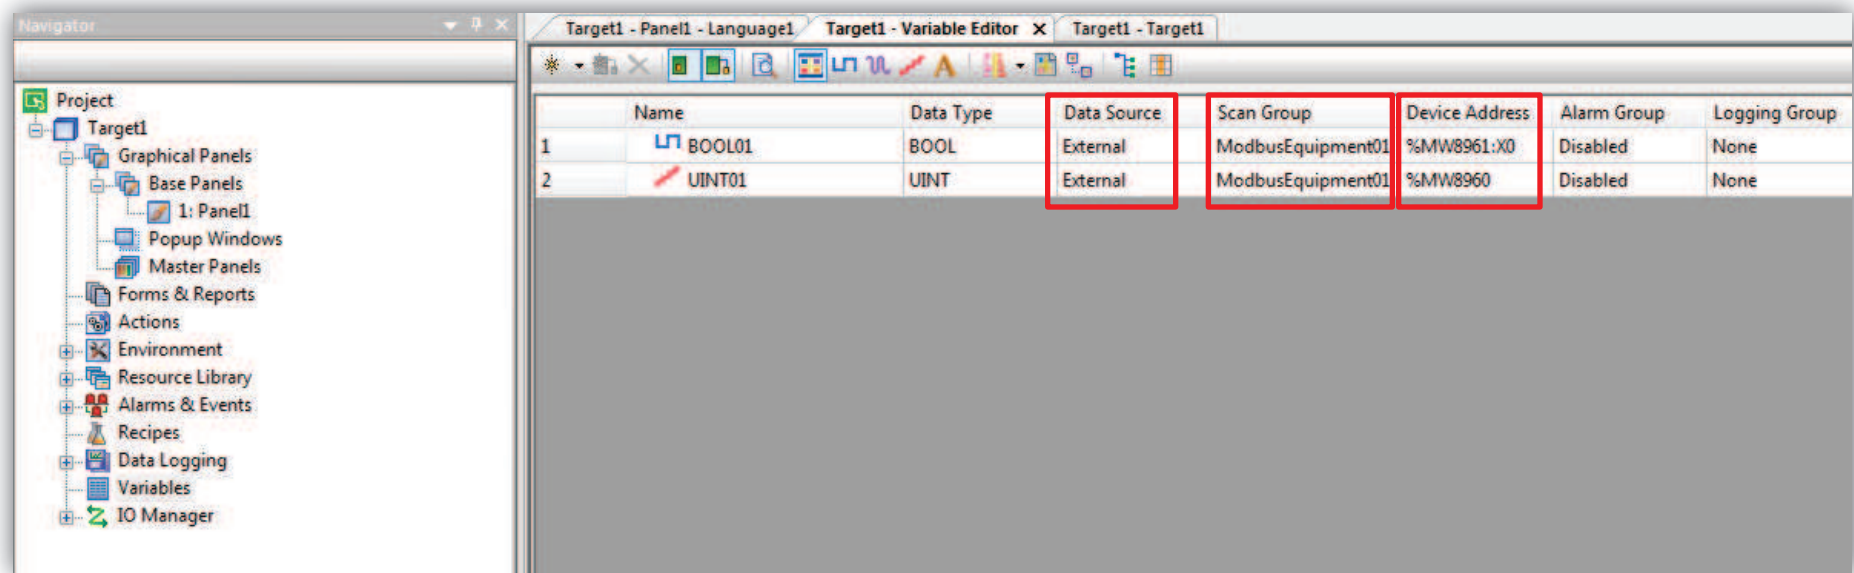 Navigator
Project
Target1
Graphical Panels
Base Panels
1: Panel1
Popup Windows
Master Panels
Forms & Reports
Actions
Environment
Resource Library
Alarms & Events
Recipes
Data Logging
Variables
IO Manager
Target1 - Panel1 - Language1 Target1 - Variable Editor X Target1 - Target1
Name Data Type Data Source Scan Group Device Address Alarm Group Logging Group
1 BOOL01 BOOL External ModbusEquipment01 %MW8961:X0 Disabled None
2 UINT01 UINT External ModbusEquipment01 %MW8960 Disabled None